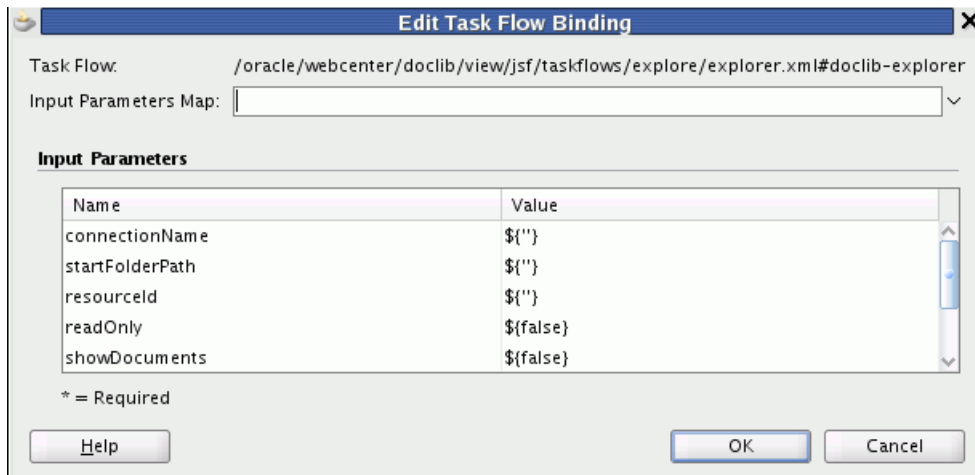 Edit Task Flow Binding
Task Flow: /oracle/webcenter/doclib/view/jsf/taskflows/explore/explorer.xml#doclib-explorer
Input Parameters Map:
Input Parameters
Name Value
connectionName ${''}
startFolderPath ${''}
resourceId ${''}
readOnly ${false}
showDocuments ${false}
* = Required
Help OK Cancel